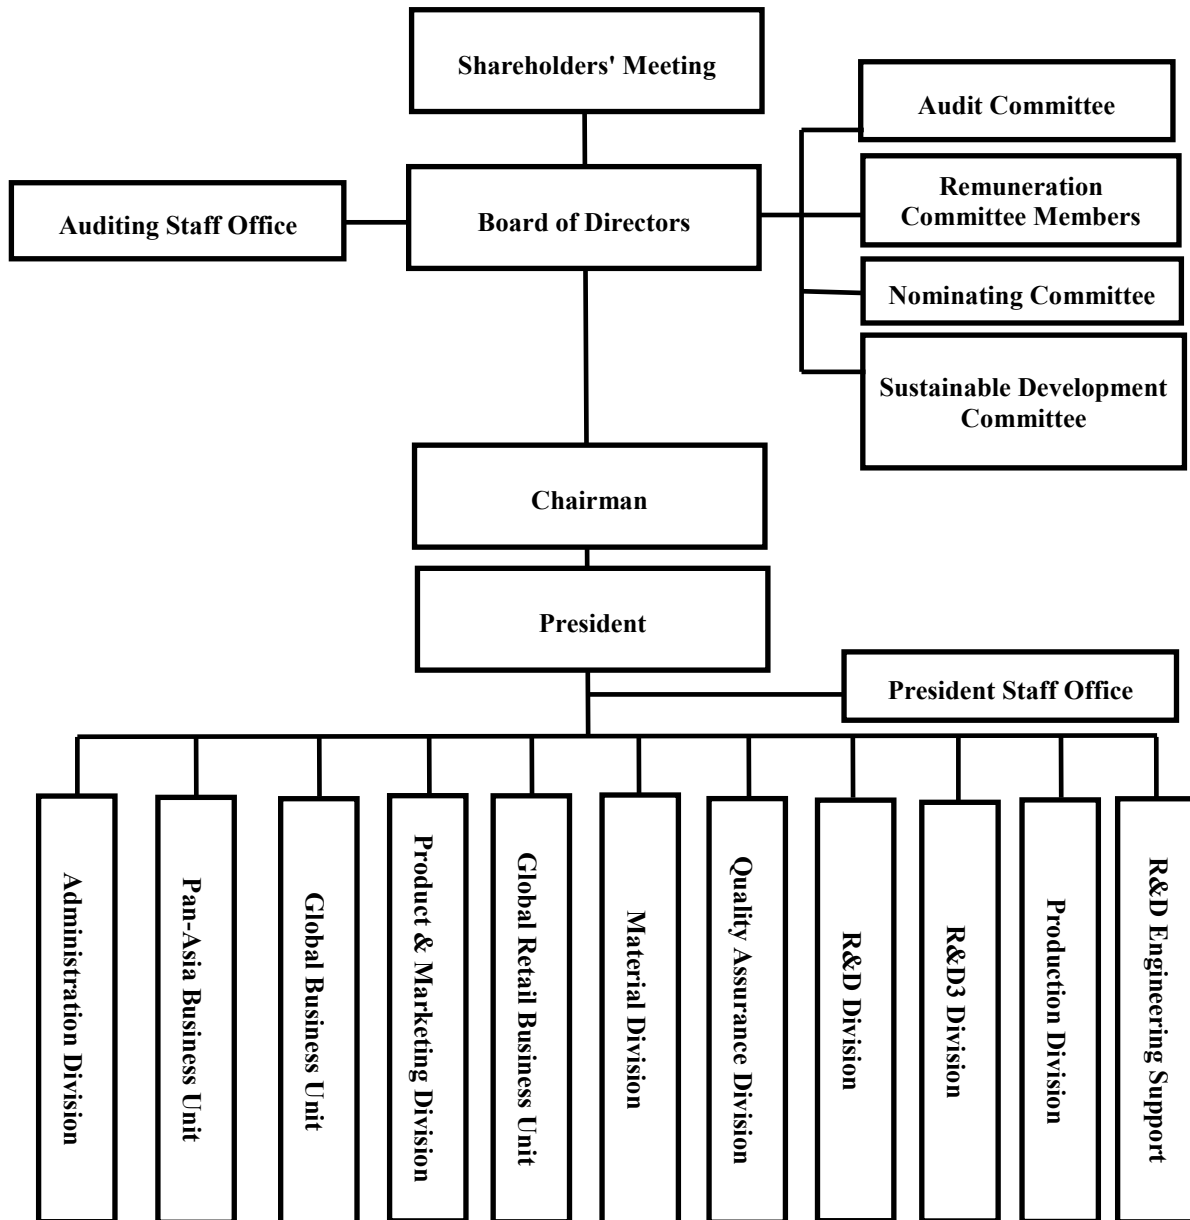 Shareholders' Meeting
Audit Committee
Remuneration
Committee Members
Auditing Staff Office
Board of Directors
Nominating Committee
Sustainable Development
Committee
Chairman
President
President Staff Office
Administration Division
Pan-Asia Business Unit
Global Business Unit
Product & Marketing Division
Global Retail Business Unit
Material Division
Quality Assurance Division
R&D Division
R&D3 Division
Production Division
R&D Engineering Support